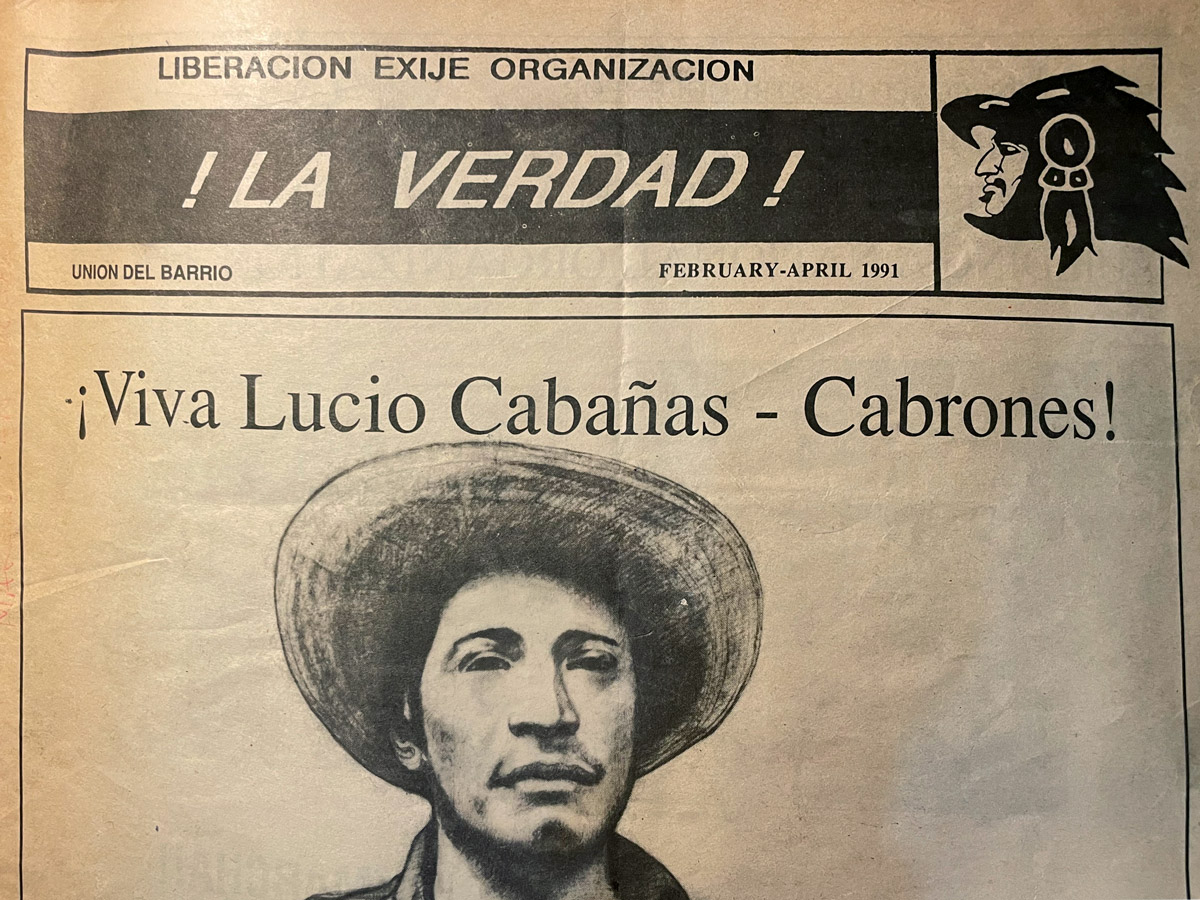 LIBERACION EXIJE ORGANIZACION
! LA VERDAD !
UNION DEL BARRIO
FEBRUARY-APRIL 1991
¡Viva Lucio Cabañas - Cabrones!